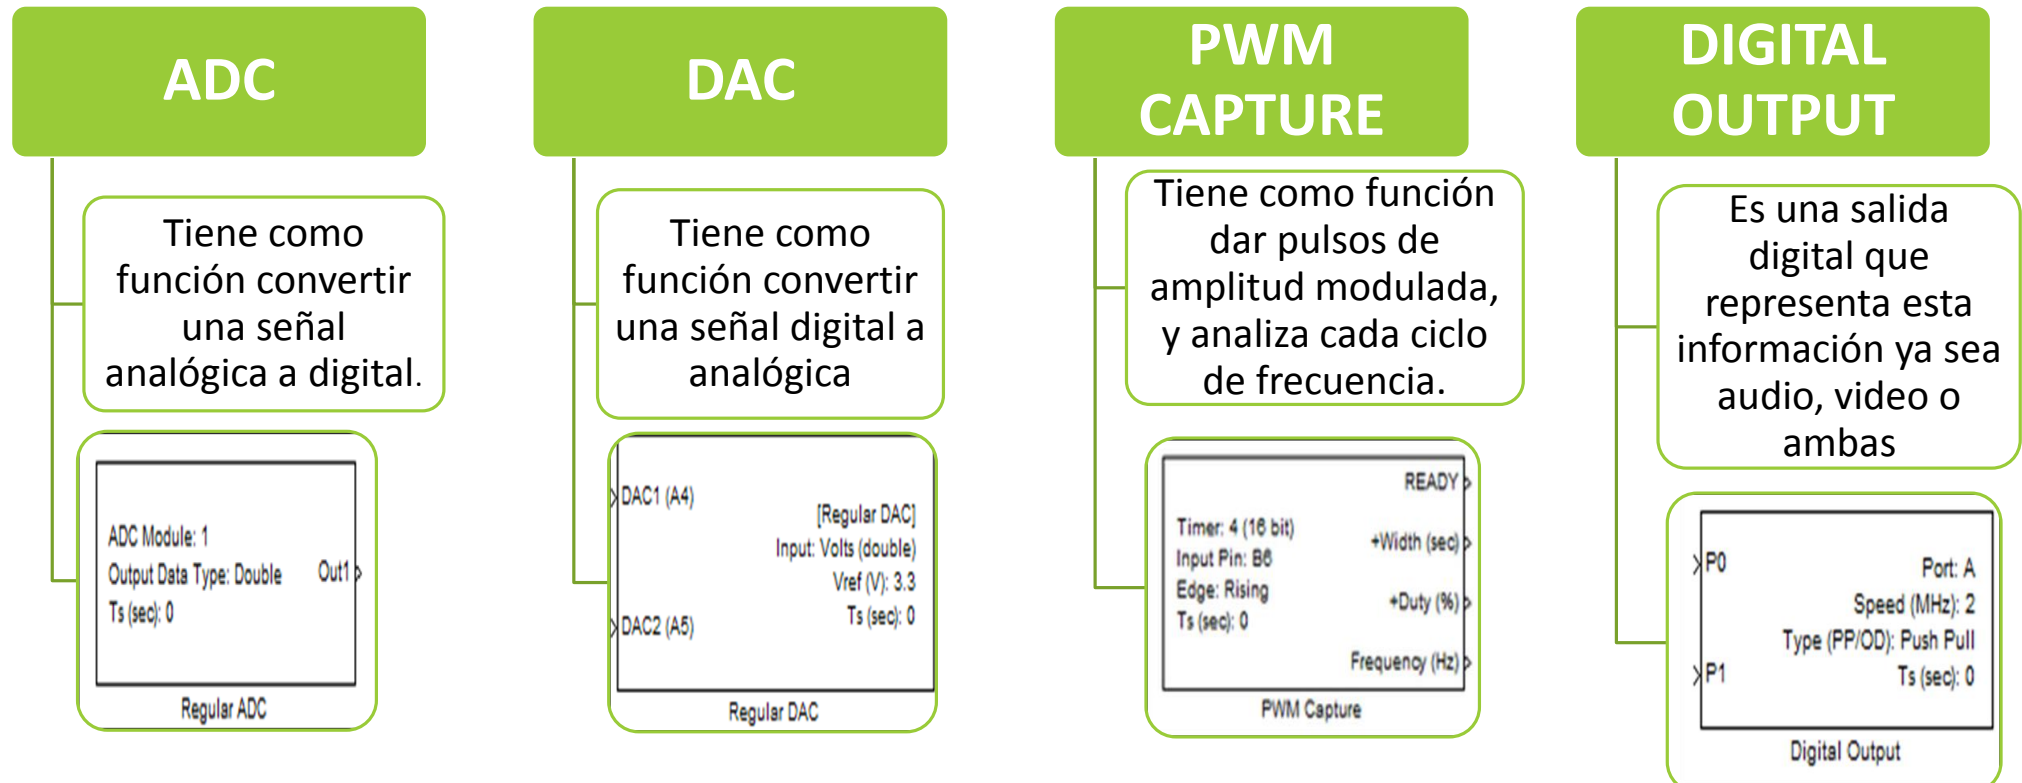 ADC
Tiene como
función convertir
una señal
analógica a digital.
ADC Module: 1
Output Data Type: Double
Out1
Ts (sec): 0
Regular ADC
DAC
Tiene como
función convertir
una señal digital a
analógica
DAC1 (A4)
[Regular DAC]
Input: Volts (double)
Vref (V): 3.3
Ts (sec): 0
DAC2 (A5)
Regular DAC
PWM
CAPTURE
Tiene como función
dar pulsos de
amplitud modulada,
y analiza cada ciclo
de frecuencia.
READY
Timer: 4 (16 bit)
+Width (sec)
Input Pin: B6
Edge: Rising
+Duty (%)
Ts (sec): 0
Frequency (Hz)
PWM Capture
DIGITAL
OUTPUT
Es una salida
digital que
representa esta
información ya sea
audio, video o
ambas
P0
Port: A
Speed (MHz): 2
Type (PP/OD): Push Pull
P1
Ts (sec): 0
Digital Output